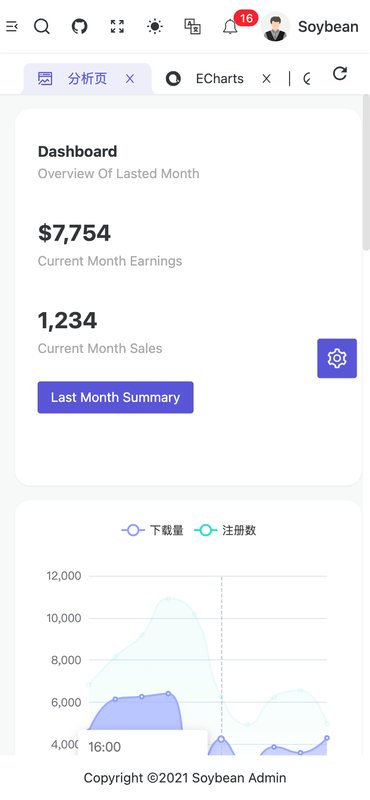 16
Soybean
分析页
ECharts
Dashboard
Overview Of Lasted Month
$7,754
Current Month Earnings
1,234
Current Month Sales
Last Month Summary
下载量 注册数
12,000
10,000
8,000
6,000
4,000
16:00
Copyright ©2021 Soybean Admin